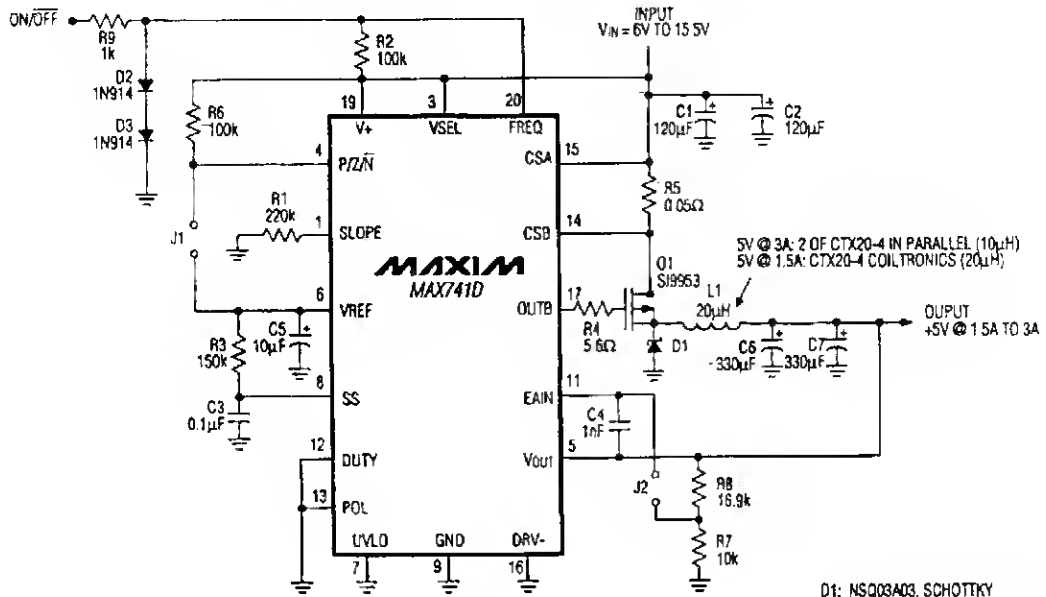 ON/OFF
R9
1k
D2
1N914
D3
1N914
R2
100k
R6
100k
INPUT
VIN = 6V TO 15 5V
C1
120µF
C2
120µF
19
V+
3
VSEL
20
FREQ
4
P/Z/N
CSA
15
R5
0.05Ω
R1
220k
1
SLOPE
J1
CSB
14
MAXIM
MAX741D
5V @ 3A: 2 OF CTX20-4 IN PARALLEL (10µH)
5V @ 1.5A: CTX20-4 COILTRONICS (20µH)
Q1
SI9953
L1
20µH
6
VREF
OUTB
17
R4
5.6Ω
D1
OUPUT
+5V @ 1.5A TO 3A
C5
10µF
R3
150k
C6
330µF
C7
330µF
8
SS
C3
0.1µF
EAIN
11
C4
1nF
12
DUTY
VOUT
5
13
POL
J2
R8
16.9k
R7
10k
UVLO
7
GND
9
DRV-
16
D1: NSQ03A03, SCHOTTKY